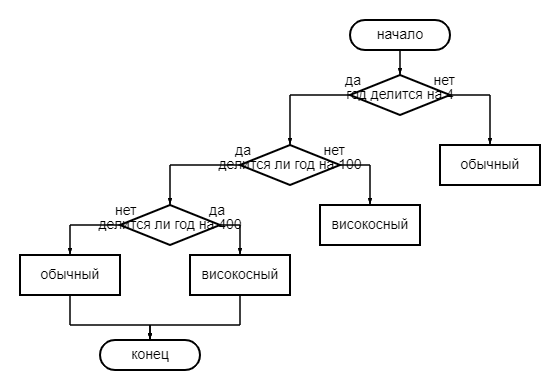 начало
да
нет
год делится на 4
да
нет
делится ли год на 100
обычный
нет
да
делится ли год на 400
високосный
обычный
високосный
конец